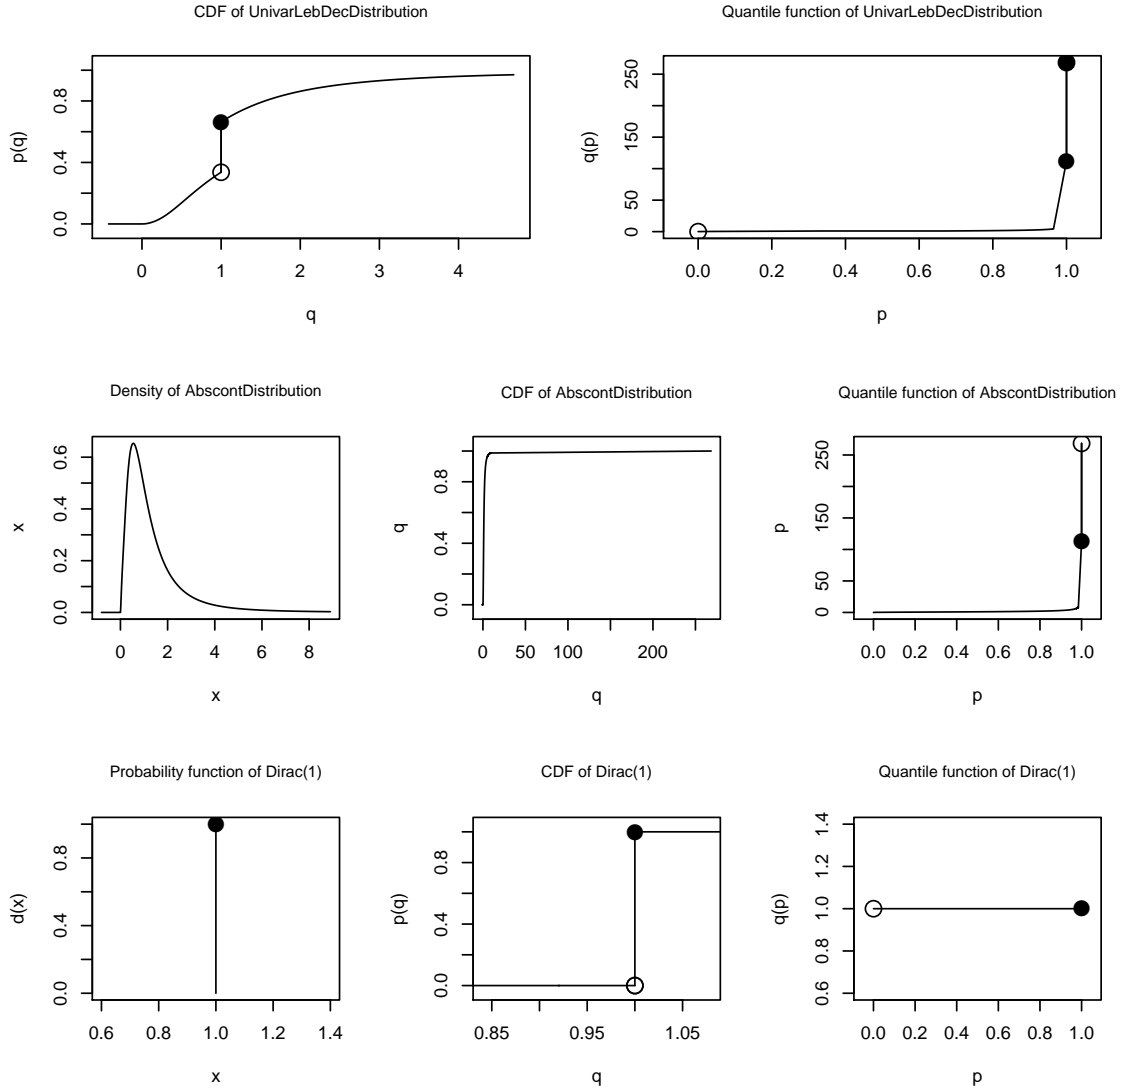 CDF of UnivarLebDecDistribution
p(q)
0.0 0.4 0.8
0 1 2 3 4
q
Quantile function of UnivarLebDecDistribution
q(p)
0 50 150 250
0.0 0.2 0.4 0.6 0.8 1.0
p
Density of AbscontDistribution
x
0.0 0.2 0.4 0.6
0 2 4 6 8
x
CDF of AbscontDistribution
q
0.0 0.4 0.8
0 50 100 200
q
Quantile function of AbscontDistribution
p
0 50 150 250
0.0 0.2 0.4 0.6 0.8 1.0
p
Probability function of Dirac(1)
d(x)
0.0 0.4 0.8
0.6 1.0 1.2 1.4
x
CDF of Dirac(1)
p(q)
0.0 0.4 0.8
0.85 0.95 1.05
q
Quantile function of Dirac(1)
q(p)
0.6 0.8 1.0 1.2 1.4
0.0 0.2 0.4 0.6 0.8 1.0
p